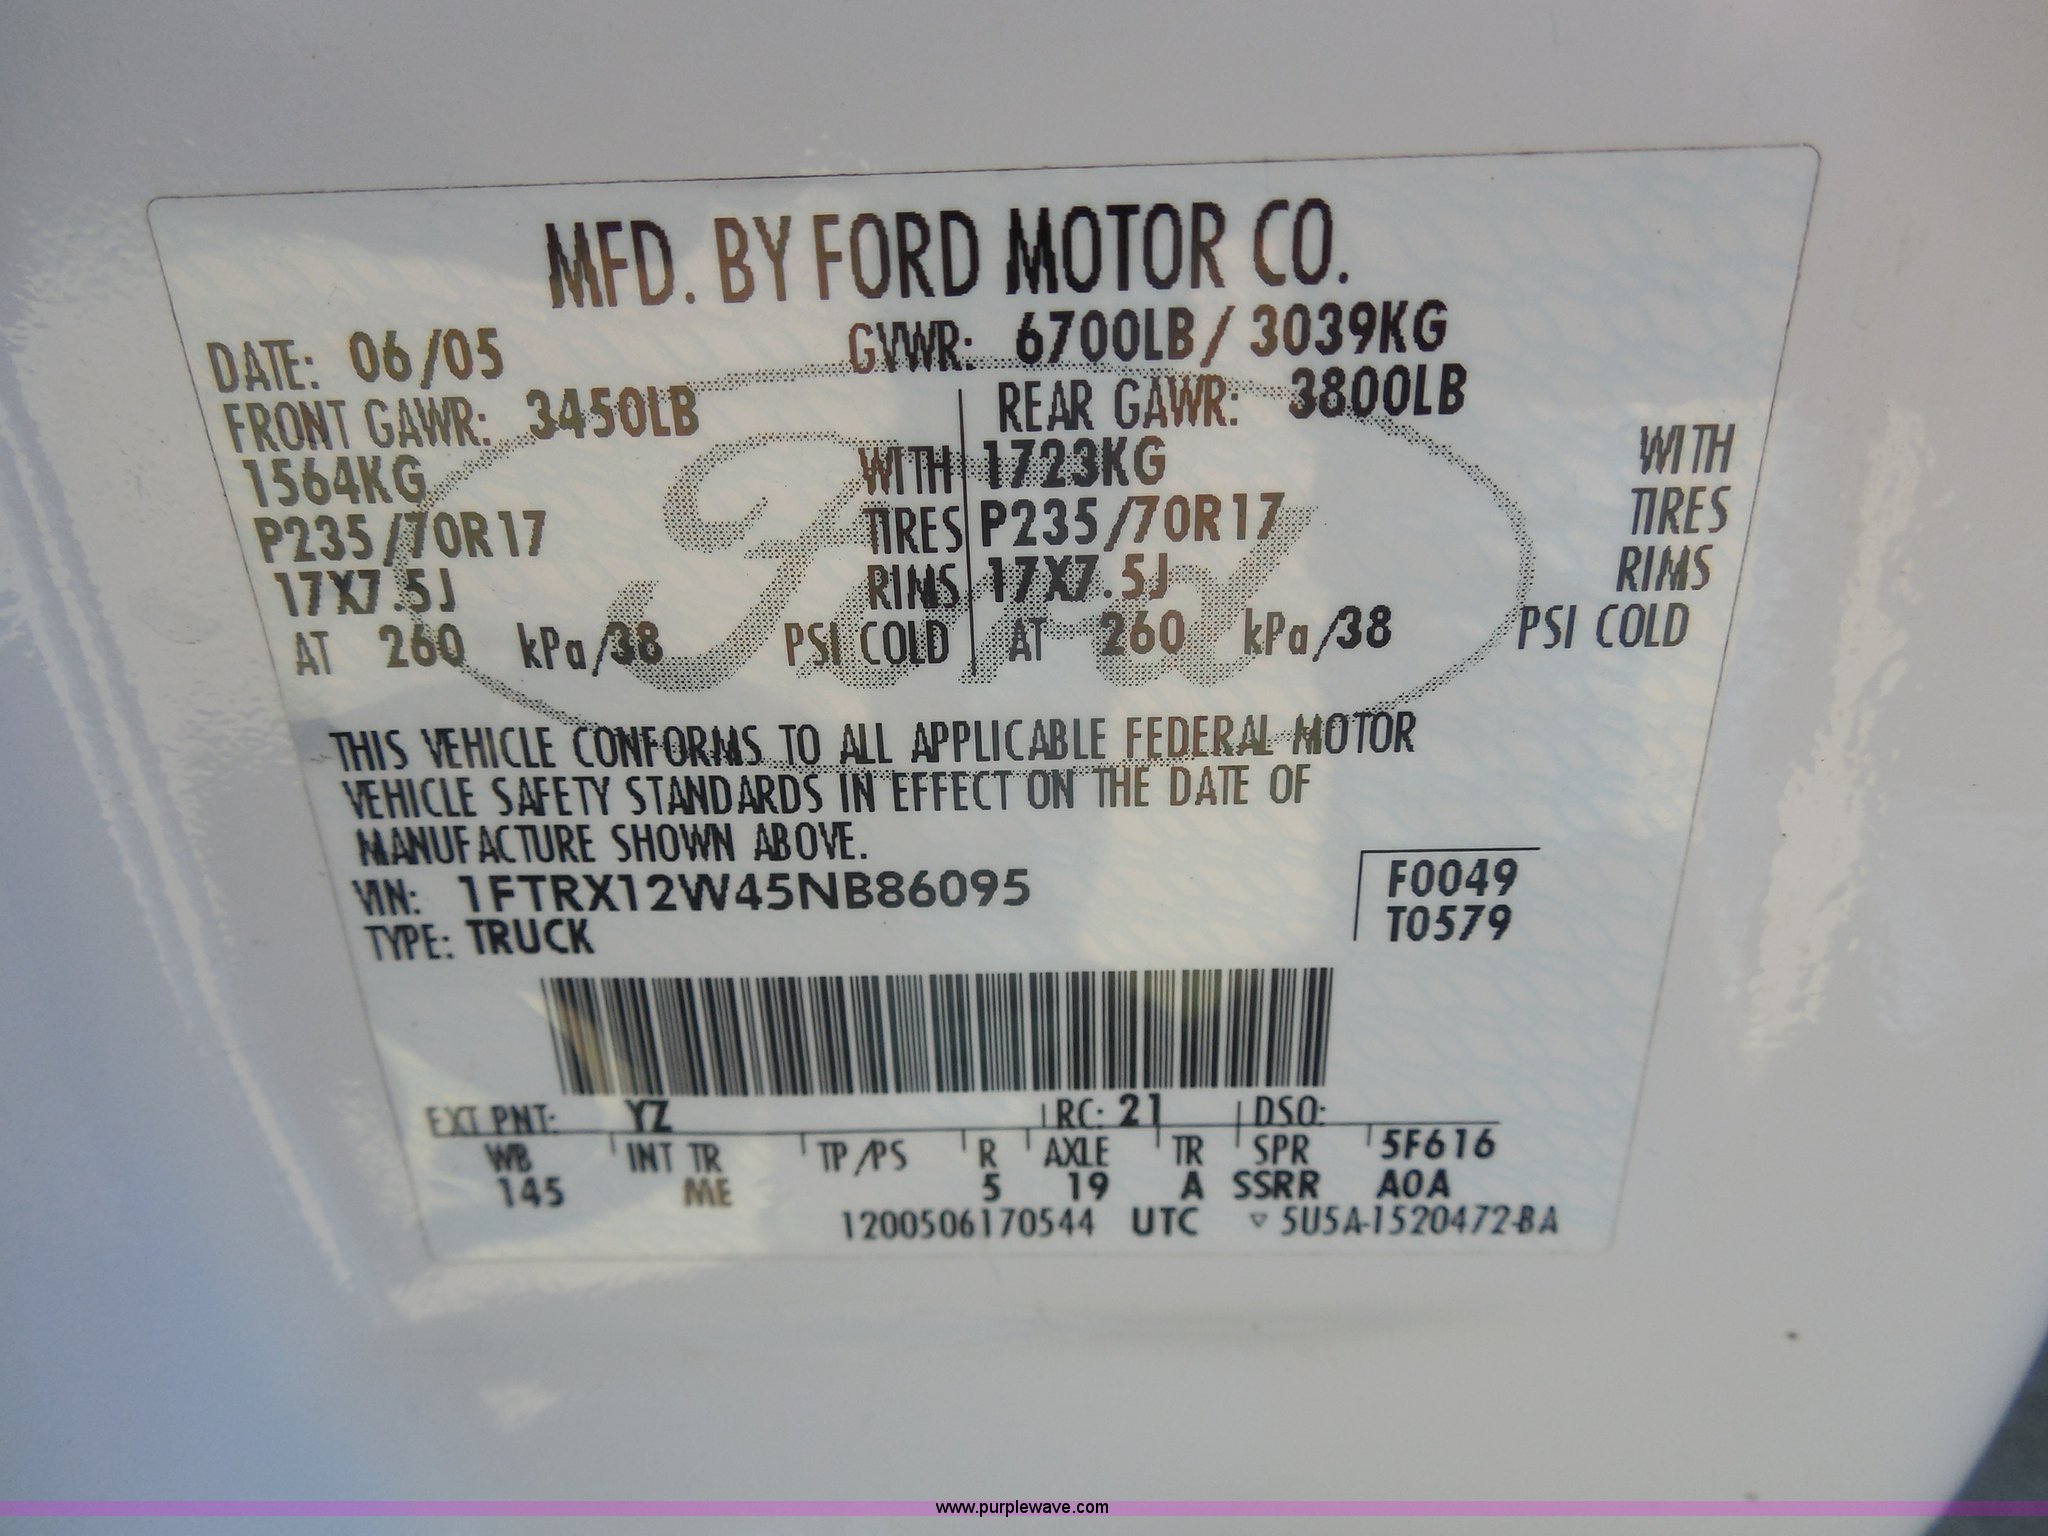 MFD. BY FORD MOTOR CO.
DATE: 06/05 GVWR: 6700LB / 3039KG
FRONT GAWR: 3450LB REAR GAWR: 3800LB
1564KG WITH 1723KG WITH
P235/70R17 TIRES P235/70R17 TIRES
17X7.5J RIMS 17X7.5J RIMS
AT 260 kPa/38 PSI COLD AT 260 kPa/38 PSI COLD
Ford
THIS VEHICLE CONFORMS TO ALL APPLICABLE FEDERAL MOTOR
VEHICLE SAFETY STANDARDS IN EFFECT ON THE DATE OF
MANUFACTURE SHOWN ABOVE.
VIN: 1FTRX12W45NB86095 F0049
TYPE: TRUCK T0579
EXT PNT: YZ RC: 21 DSO:
WB INT TR TP/PS R AXLE TR SPR 5F616
145 ME 5 19 A SSRR A0A
1200506170544 UTC ▽ 5U5A-1520472-BA
www.purplewave.com